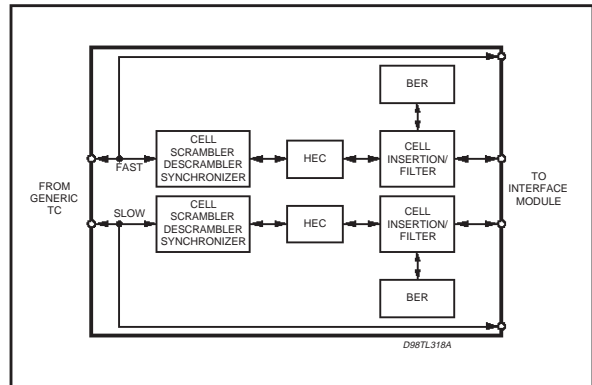 BER
CELL
SCRAMBLER
DESCRAMBLER
SYNCHRONIZER
HEC
CELL
INSERTION/
FILTER
FAST
FROM
GENERIC
TC
TO
INTERFACE
MODULE
SLOW
CELL
SCRAMBLER
DESCRAMBLER
SYNCHRONIZER
HEC
CELL
INSERTION/
FILTER
BER
D98TL318A